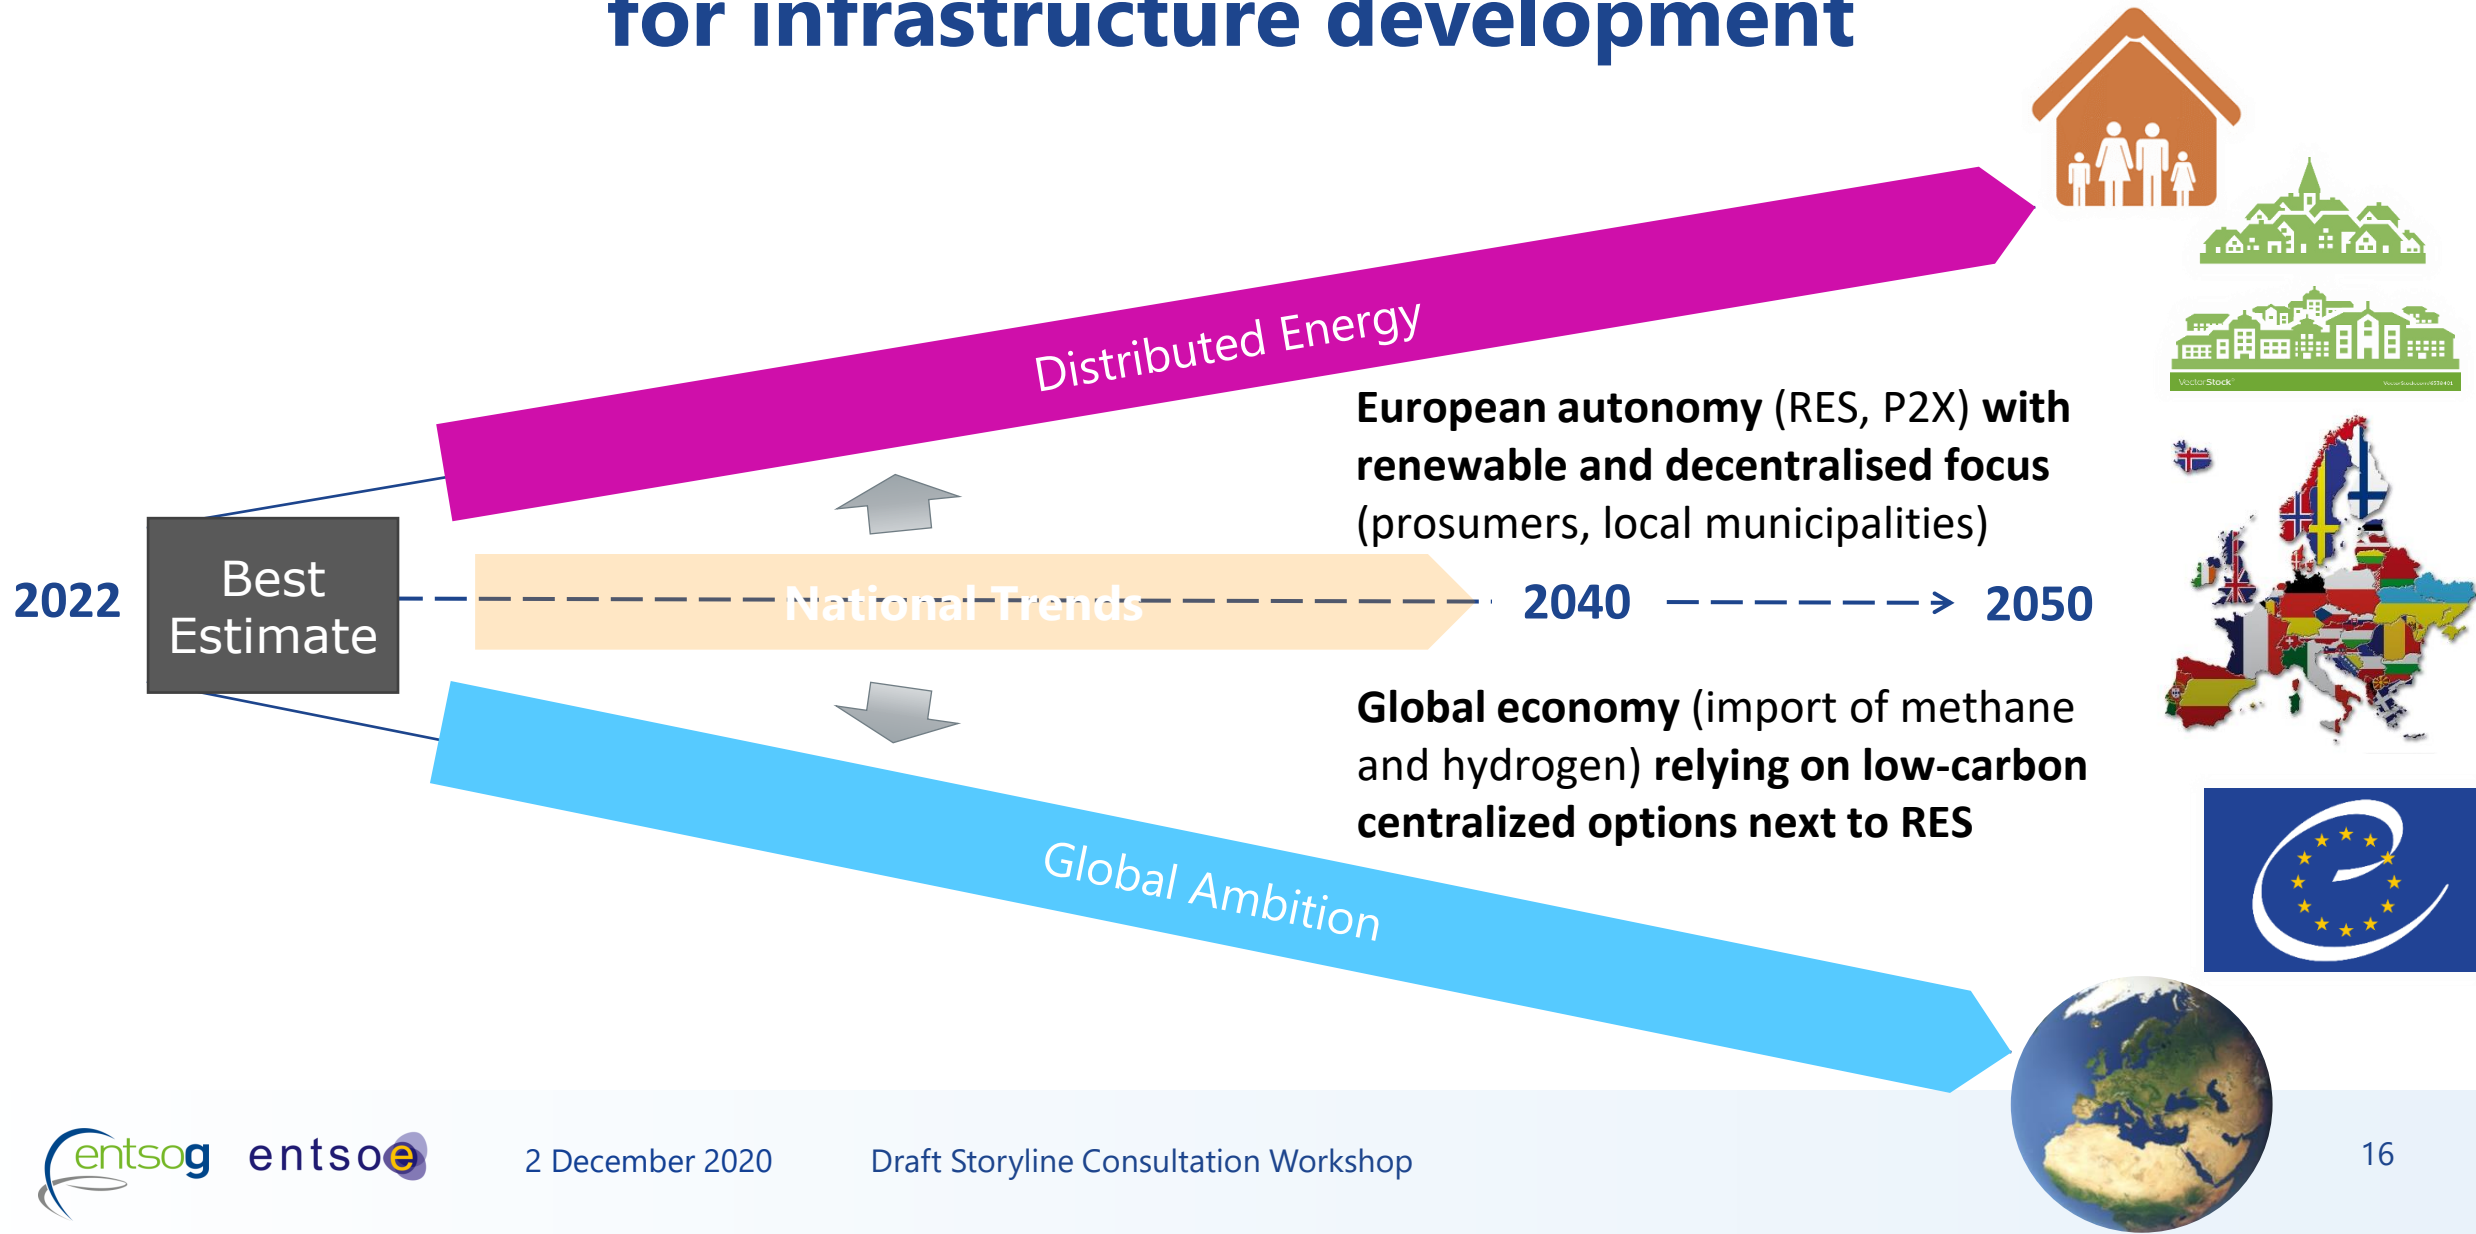 for infrastructure development
Distributed Energy
VectorStock®
European autonomy (RES, P2X) with
renewable and decentralised focus
(prosumers, local municipalities)
2022
Best
Estimate
National Trends
2040
2050
Global economy (import of methane
and hydrogen) relying on low-carbon
centralized options next to RES
Global Ambition
entsog
entsoe
2 December 2020
Draft Storyline Consultation Workshop
16